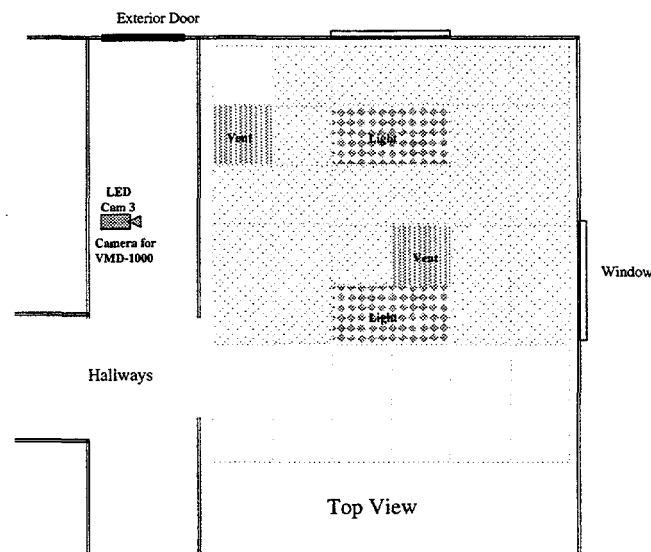 Exterior Door
Vent
Light
LED
Cam 3
Camera for
VMD-1000
Vent
Window
Light
Hallways
Top View